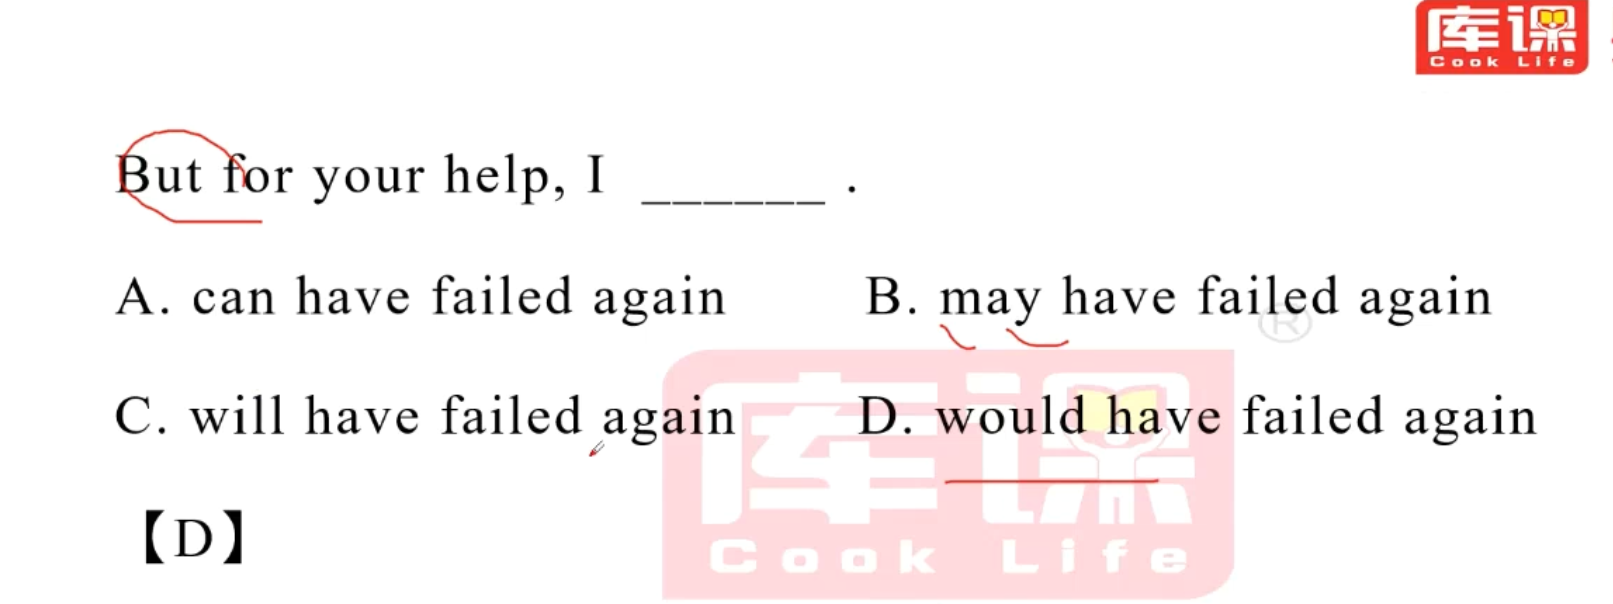 库课
Cook Life
But for your help, I ______ .
A. can have failed again B. may have failed again
®
C. will have failed again D. would have failed again
库课
Cook Life
【D】